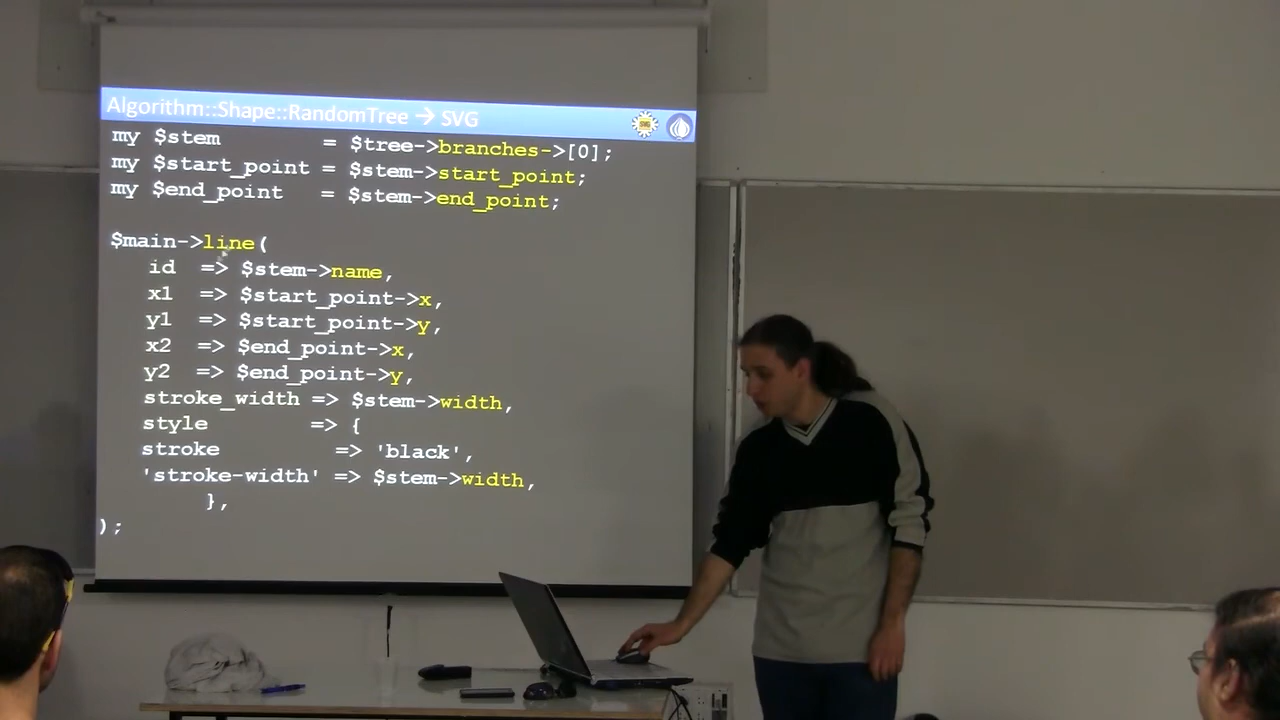 Algorithm::Shape::RandomTree → SVG
my $stem = $tree->branches->[0];
my $start_point = $stem->start_point;
my $end_point = $stem->end_point;
$main->line(
id => $stem->name,
x1 => $start_point->x,
y1 => $start_point->y,
x2 => $end_point->x,
y2 => $end_point->y,
stroke_width => $stem->width,
style => {
stroke => 'black',
'stroke-width' => $stem->width,
},
);